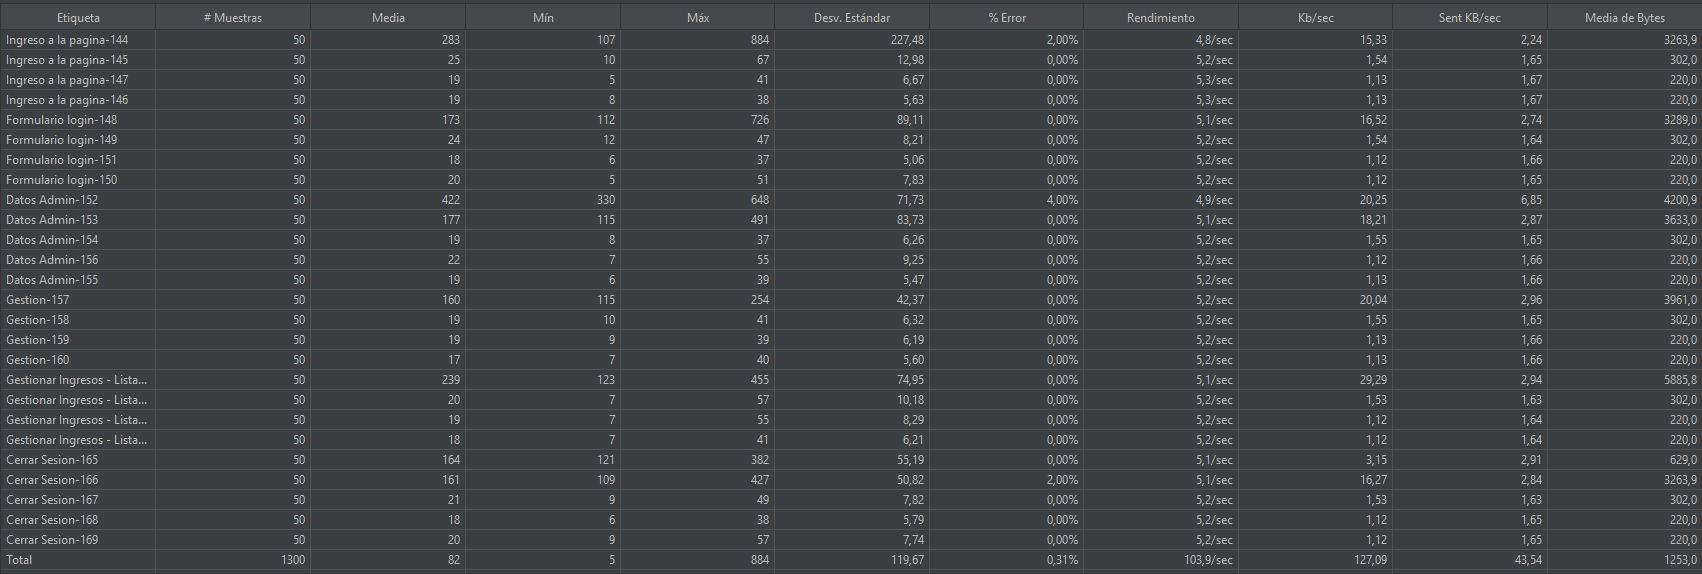 Etiqueta # Muestras Media Mín Máx Desv. Estándar % Error Rendimiento Kb/sec Sent KB/sec Media de Bytes
Ingreso a la pagina-144 50 283 107 884 227,48 2,00% 4,8/sec 15,33 2,24 3263,9
Ingreso a la pagina-145 50 25 10 67 12,98 0,00% 5,2/sec 1,54 1,65 302,0
Ingreso a la pagina-147 50 19 5 41 6,67 0,00% 5,3/sec 1,13 1,67 220,0
Ingreso a la pagina-146 50 19 8 38 5,63 0,00% 5,3/sec 1,13 1,67 220,0
Formulario login-148 50 173 112 726 89,11 0,00% 5,1/sec 16,52 2,74 3289,0
Formulario login-149 50 24 12 47 8,21 0,00% 5,2/sec 1,54 1,64 302,0
Formulario login-151 50 18 6 37 5,06 0,00% 5,2/sec 1,12 1,66 220,0
Formulario login-150 50 20 5 51 7,83 0,00% 5,2/sec 1,12 1,65 220,0
Datos Admin-152 50 422 330 648 71,73 4,00% 4,9/sec 20,25 6,85 4200,9
Datos Admin-153 50 177 115 491 83,73 0,00% 5,1/sec 18,21 2,87 3633,0
Datos Admin-154 50 19 8 37 6,26 0,00% 5,2/sec 1,55 1,65 302,0
Datos Admin-156 50 22 7 55 9,25 0,00% 5,2/sec 1,12 1,66 220,0
Datos Admin-155 50 19 6 39 5,47 0,00% 5,2/sec 1,13 1,66 220,0
Gestion-157 50 160 115 254 42,37 0,00% 5,2/sec 20,04 2,96 3961,0
Gestion-158 50 19 10 41 6,32 0,00% 5,2/sec 1,55 1,65 302,0
Gestion-159 50 19 9 39 6,19 0,00% 5,2/sec 1,13 1,66 220,0
Gestion-160 50 17 7 40 5,60 0,00% 5,2/sec 1,13 1,66 220,0
Gestionar Ingresos - Lista... 50 239 123 455 74,95 0,00% 5,1/sec 29,29 2,94 5885,8
Gestionar Ingresos - Lista... 50 20 7 57 10,18 0,00% 5,2/sec 1,53 1,63 302,0
Gestionar Ingresos - Lista... 50 19 7 55 8,29 0,00% 5,2/sec 1,12 1,64 220,0
Gestionar Ingresos - Lista... 50 18 7 41 6,21 0,00% 5,2/sec 1,12 1,64 220,0
Cerrar Sesion-165 50 164 121 382 55,19 0,00% 5,1/sec 3,15 2,91 629,0
Cerrar Sesion-166 50 161 109 427 50,82 2,00% 5,1/sec 16,27 2,84 3263,9
Cerrar Sesion-167 50 21 9 49 7,82 0,00% 5,2/sec 1,53 1,63 302,0
Cerrar Sesion-168 50 18 6 38 5,79 0,00% 5,2/sec 1,12 1,65 220,0
Cerrar Sesion-169 50 20 9 57 7,74 0,00% 5,2/sec 1,12 1,65 220,0
Total 1300 82 5 884 119,67 0,31% 103,9/sec 127,09 43,54 1253,0